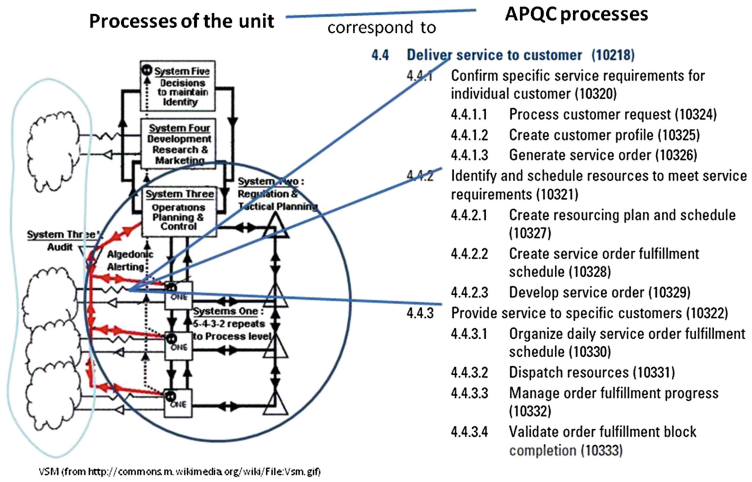 Processes of the unit
correspond to
APQC processes
System Five
Decisions
to maintain
Identity
System Four
Development
Research &
Marketing
System Three
Operations
Planning &
Control
System Two :
Regulation &
Tactical Planning
System Three*
Audit
Algedonic
Alerting
ONE
Systems One :
5-4-3-2 repeats
to Process level
ONE
ONE
VSM (from http://commons.m. wikimedia.org/wiki/File:Vsm.gif)
4.4 Deliver service to customer (10218)
4.4.1 Confirm specific service requirements for
individual customer (10320)
4.4.1.1 Process customer request (10324)
4.4.1.2 Create customer profile (10325)
4.4.1.3 Generate service order (10326)
4.4.2 Identify and schedule resources to meet service
requirements (10321)
4.4.2.1 Create resourcing plan and schedule
(10327)
4.4.2.2 Create service order fulfillment
schedule (10328)
4.4.2.3 Develop service order (10329)
4.4.3 Provide service to specific customers (10322)
4.4.3.1 Organize daily service order fulfillment
schedule (10330)
4.4.3.2 Dispatch resources (10331)
4.4.3.3 Manage order fulfillment progress
(10332)
4.4.3.4 Validate order fulfillment block
completion (10333)